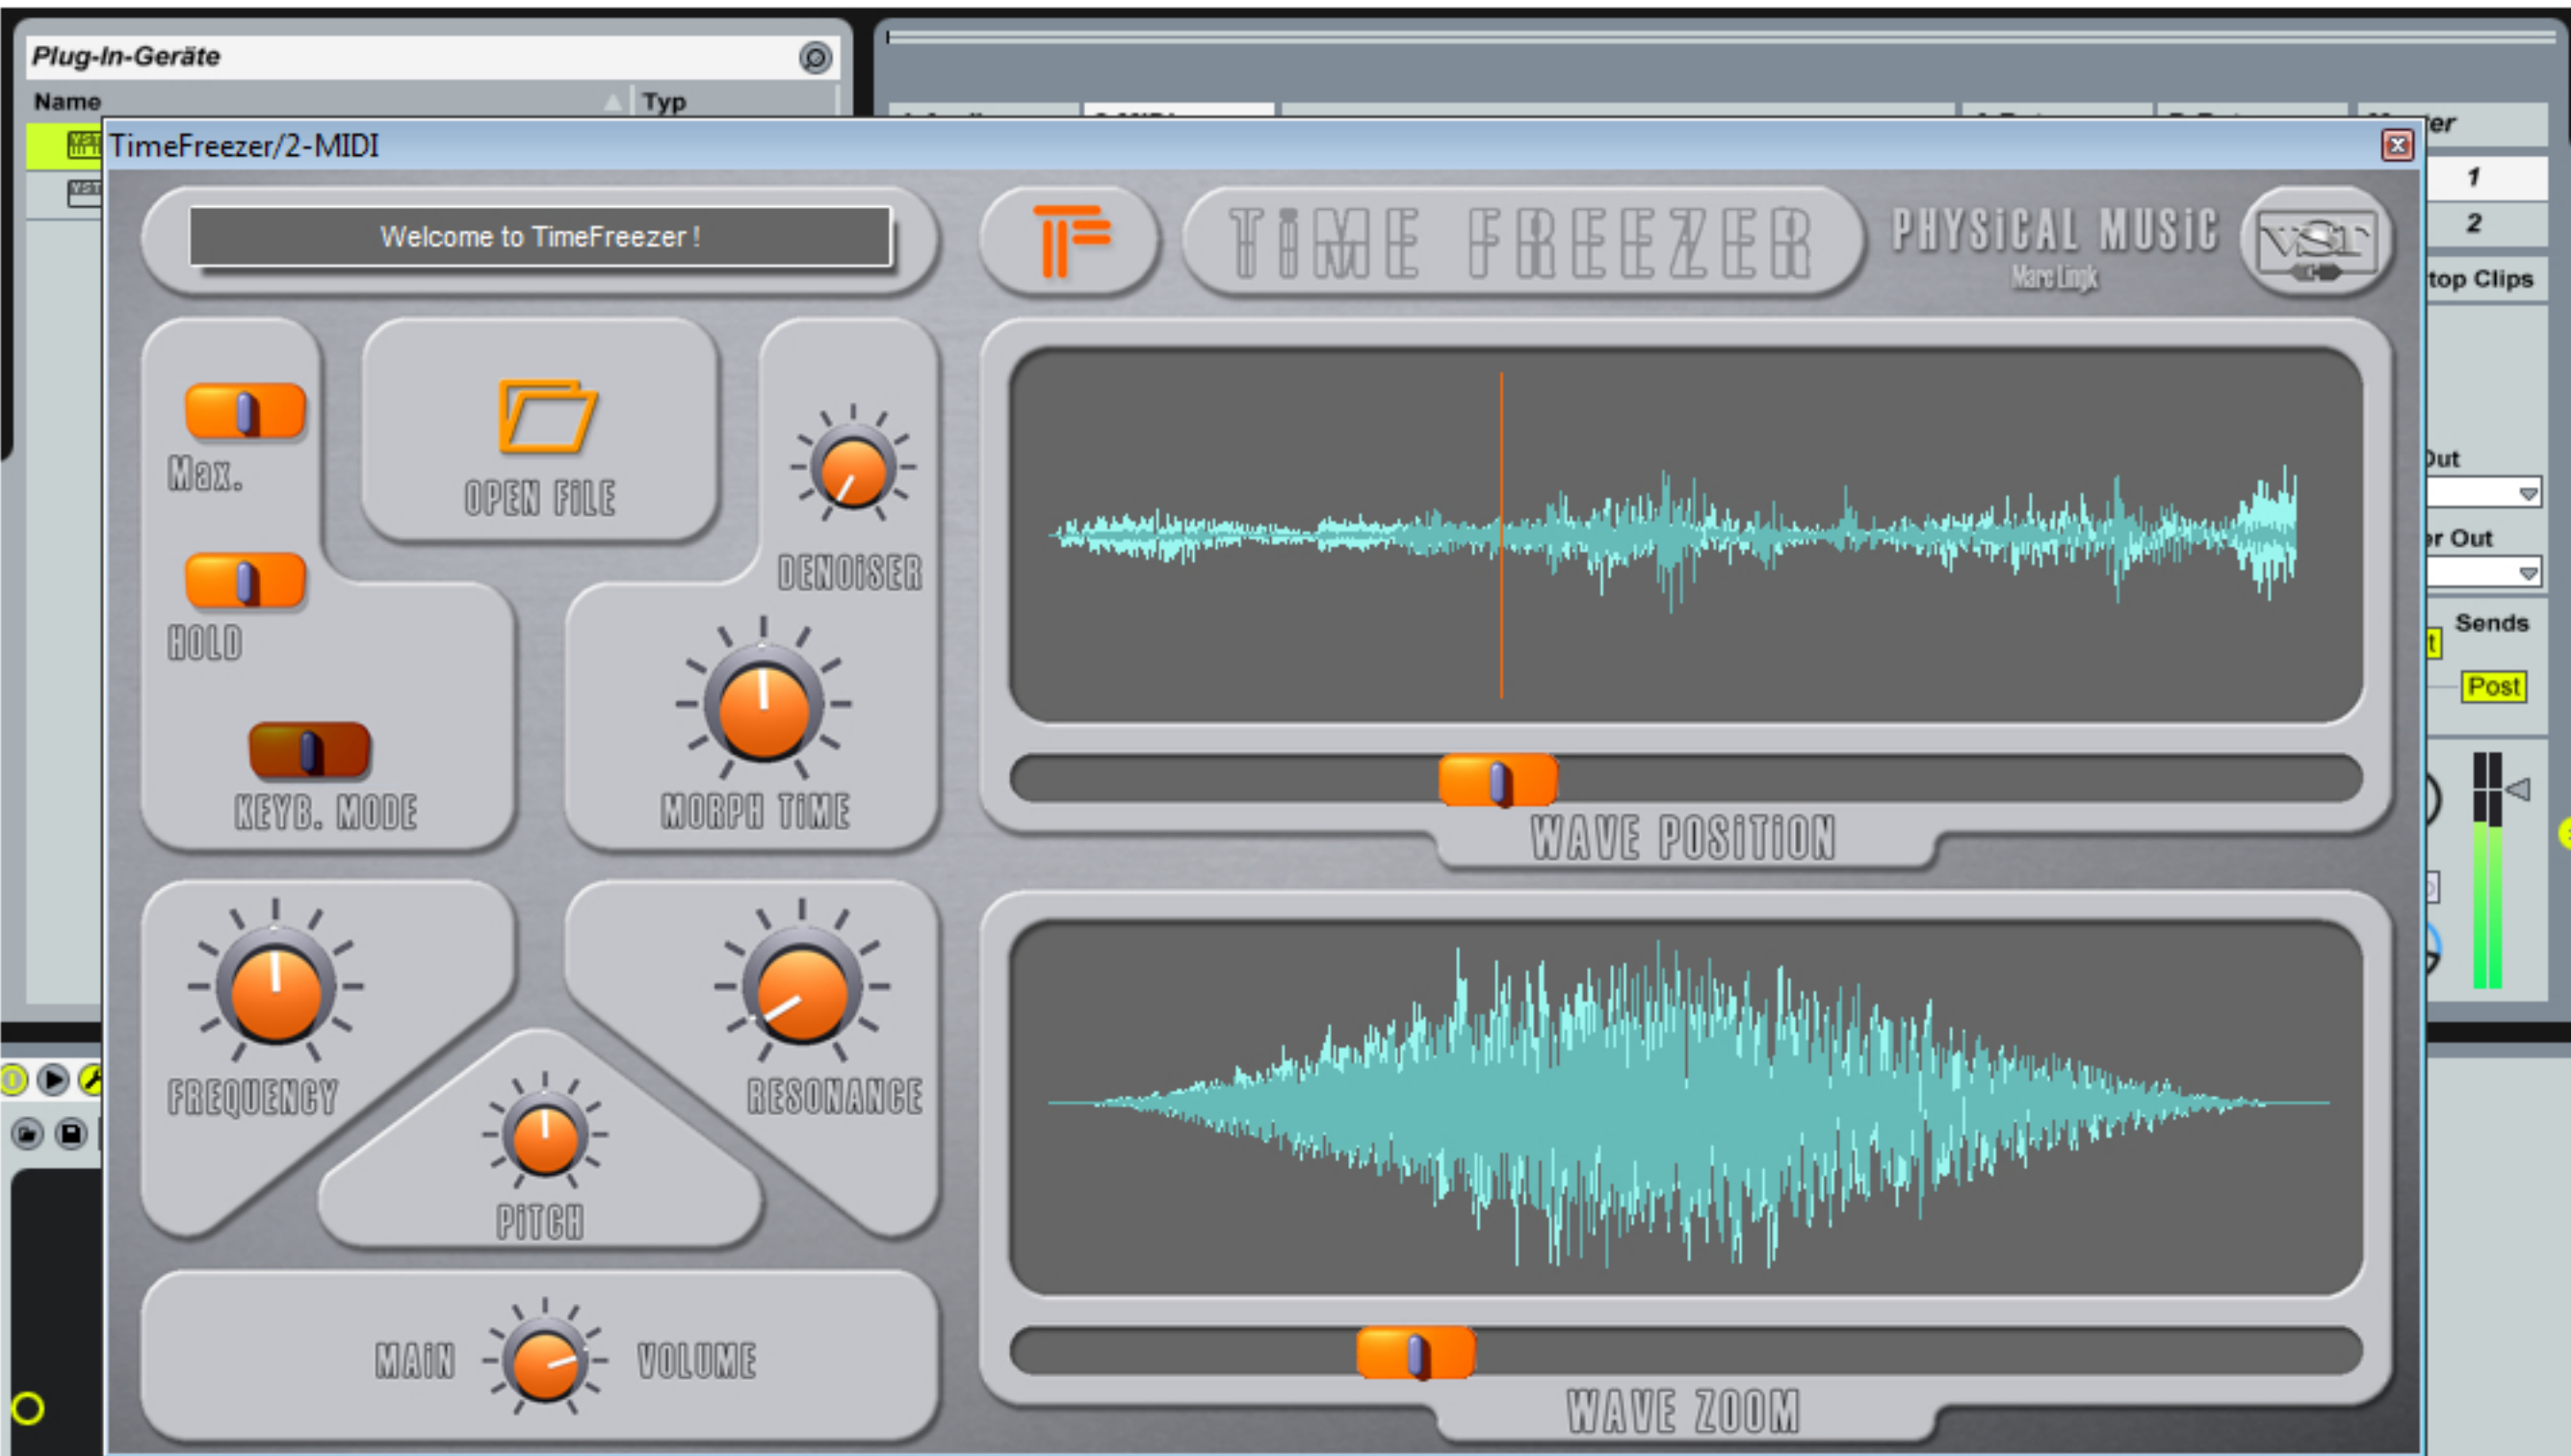 Plug-In-Geräte
Name Typ
TimeFreezer/2-MIDI
Welcome to TimeFreezer !
TF
TiME FREEZER
PHYSiCAL MUSiC
Marc Lingk
VST
1
2
top Clips
Max.
OPEN FiLE
DENOiSER
HOLD
KEYB. MODE
MORPH TiME
WAVE POSiTiON
Out
er Out
Sends
Post
FREQUENCY
RESONANCE
PiTCH
MAiN VOLUME
WAVE ZOOM